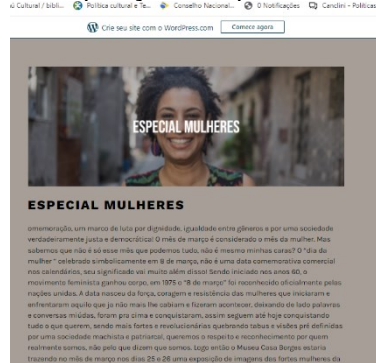 Cultural / bibli... Política cultural e Te... Conselho Nacional... 0 Notificações Canclini - Políticas
Crie seu site com o WordPress.com Comece agora
ESPECIAL MULHERES
ESPECIAL MULHERES
omemoração, um marco de luta por dignidade, igualdade entre gêneros e por uma sociedade
verdadeiramente justa e democrática! O mês de março é considerado o mês da mulher. Mas
sabemos que não é só esse mês que podemos tudo, não é mesmo minhas caras? O "dia da
mulher" celebrado simbolicamente em 8 de março, não é uma data comemorativa comercial
nos calendários, seu significado vai muito além disso! Sendo iniciado nos anos 60, o
movimento feminista ganhou corpo, em 1975 o "8 de março" foi reconhecido oficialmente pelas
nações unidas. A data nasceu da força, coragem e resistência das mulheres que iniciaram e
enfrentaram aquilo que não mais lhe cabiam e fizeram acontecer, deixando de lado palavras
e conversas miúdas, foram pra cima e conquistaram, assim seguem até hoje conquistando
tudo o que querem, sendo mais fortes e revolucionárias quebrando tabus e visões pré definidas
por uma sociedade machista e patriarcal, queremos o respeito e reconhecimento por quem
realmente somos, não pelo que dizem que somos. Logo então o Museu Casa Borges estaria
trazendo no mês de março nos dias 25 e 26 uma exposição de imagens das fortes mulheres da